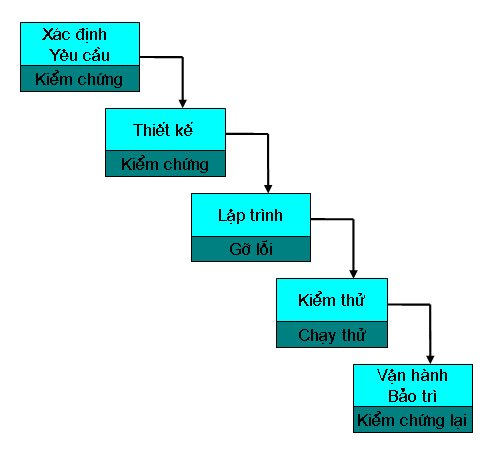 Xác định
Yêu cầu
Kiểm chứng
Thiết kế
Kiểm chứng
Lập trình
Gỡ lỗi
Kiểm thử
Chạy thử
Vận hành
Bảo trì
Kiểm chứng lại